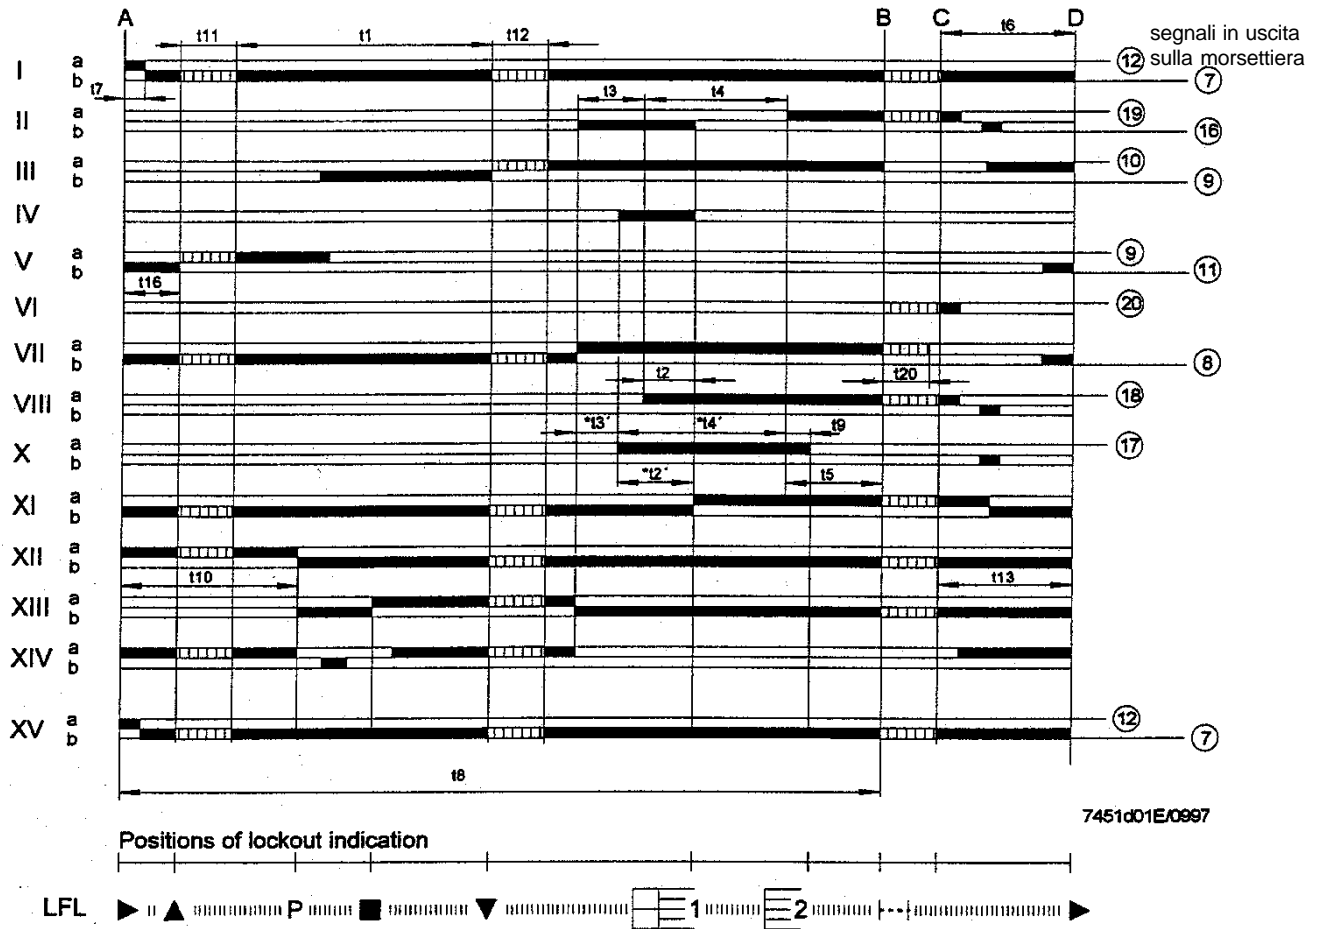 A B C D
t11 t1 t12 t6
segnali in uscita
sulla morsettiera
I a b 12 7
t7
t3 t4
II a b 19 16
III a b 10 9
IV
V a b 9 11
t16
VI 20
VII a b 8
t2 t20
VIII a b 18
"t3´ "t4´ t9
X a b 17
"t2´ t5
XI a b
XII a b
t10 t13
XIII a b
XIV a b
XV a b 12 7
t8
7451d01E/0997
Positions of lockout indication
LFL P 1 2